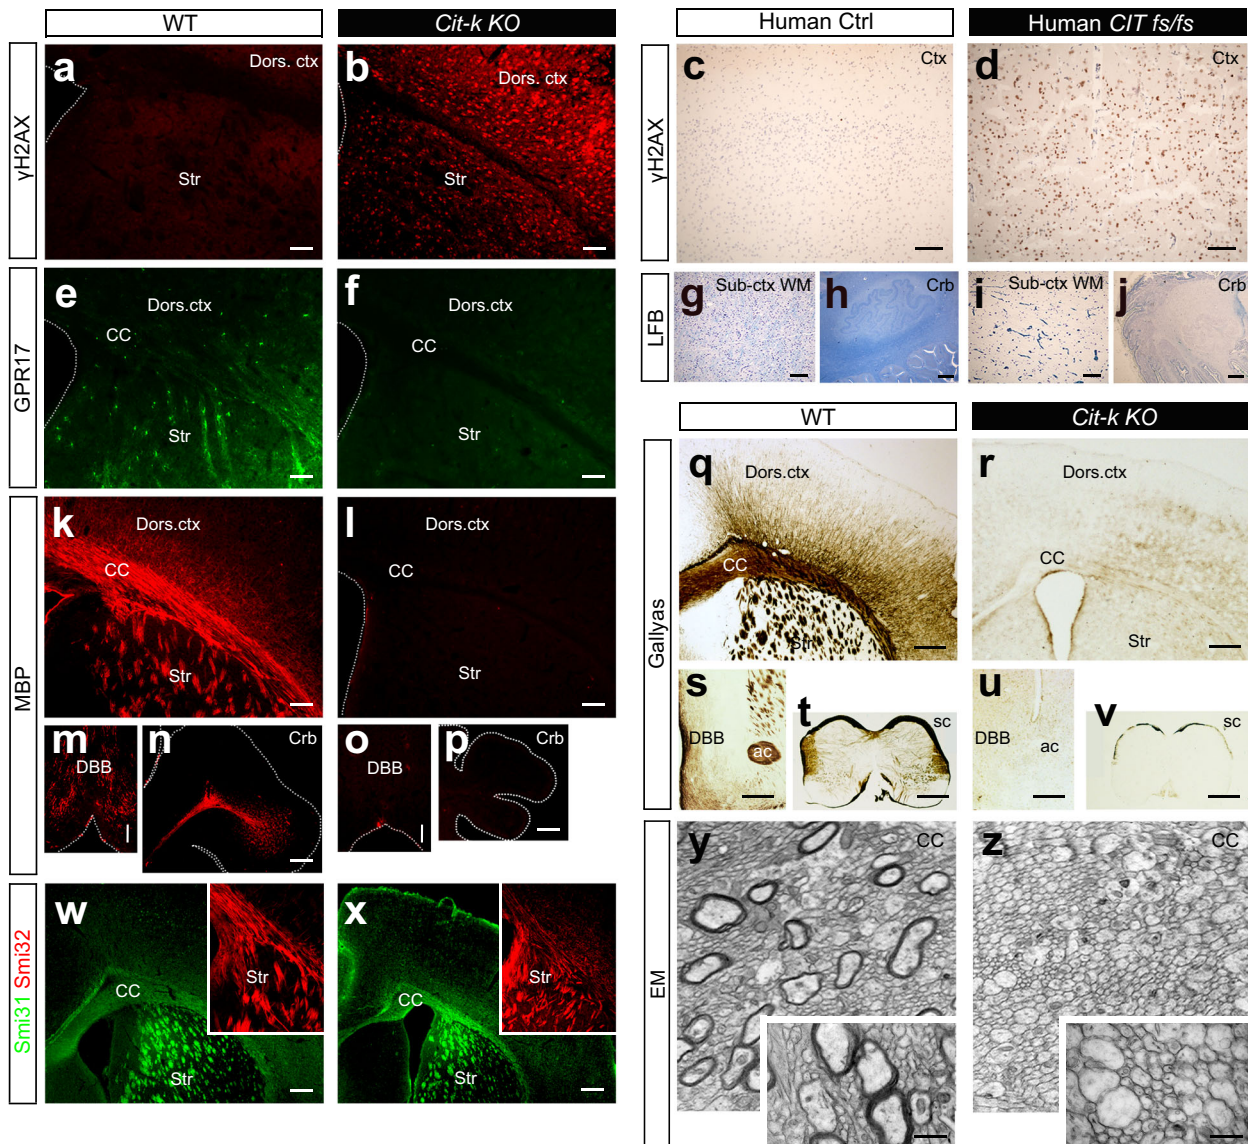 WT
Cit-k KO
γH2AX
a
Dors. ctx
Str
b
Dors. ctx
Str
GPR17
e
Dors.ctx
CC
Str
f
Dors.ctx
CC
Str
MBP
k
Dors.ctx
CC
Str
l
Dors.ctx
CC
Str
m
DBB
n
Crb
o
DBB
p
Crb
Smi31 Smi32
w
CC
Str
Str
x
CC
Str
Str
Human Ctrl
Human CIT fs/fs
γH2AX
c
Ctx
d
Ctx
LFB
g
Sub-ctx WM
h
Crb
i
Sub-ctx WM
j
Crb
WT
Cit-k KO
Gallyas
q
Dors.ctx
CC
Str
r
Dors.ctx
CC
Str
s
DBB
ac
t
sc
u
DBB
ac
v
sc
EM
y
CC
z
CC